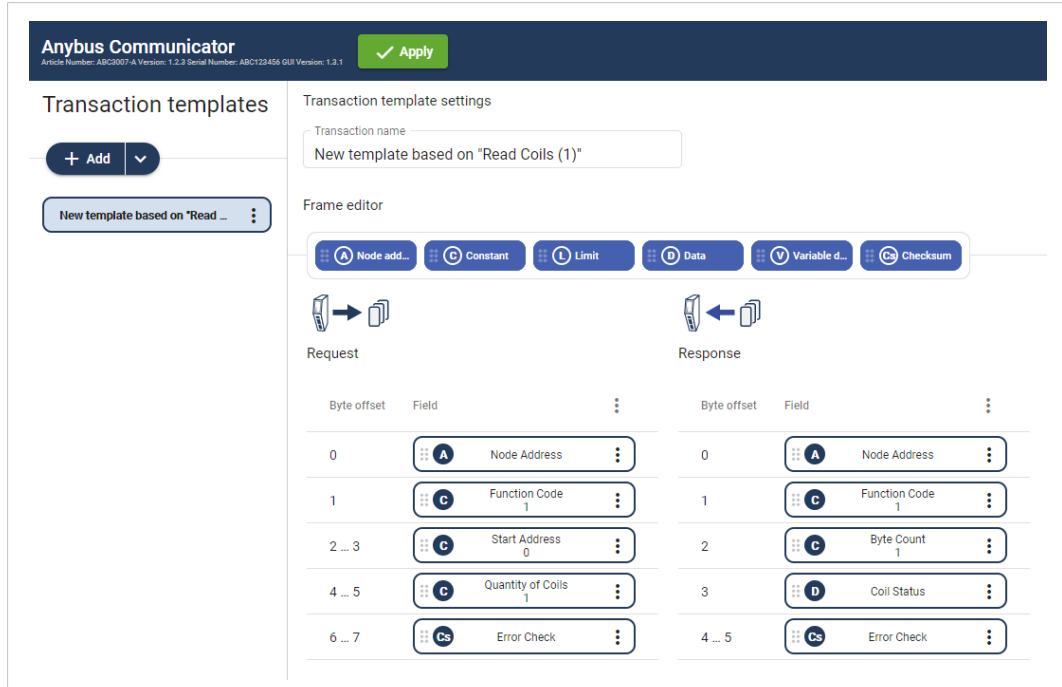 Anybus Communicator
Article Number: ABC3007-A Version: 1.2.3 Serial Number: ABC123456 GUI Version: 1.3.1
Apply
Transaction templates
Add
New template based on "Read ...
Transaction template settings
Transaction name
New template based on "Read Coils (1)"
Frame editor
A Node add...
C Constant
L Limit
D Data
V Variable d...
Cs Checksum
Request
Byte offset Field
0 A Node Address
1 C Function Code
1
2 ... 3 C Start Address
0
4 ... 5 C Quantity of Coils
1
6 ... 7 Cs Error Check
Response
Byte offset Field
0 A Node Address
1 C Function Code
1
2 C Byte Count
1
3 D Coil Status
4 ... 5 Cs Error Check